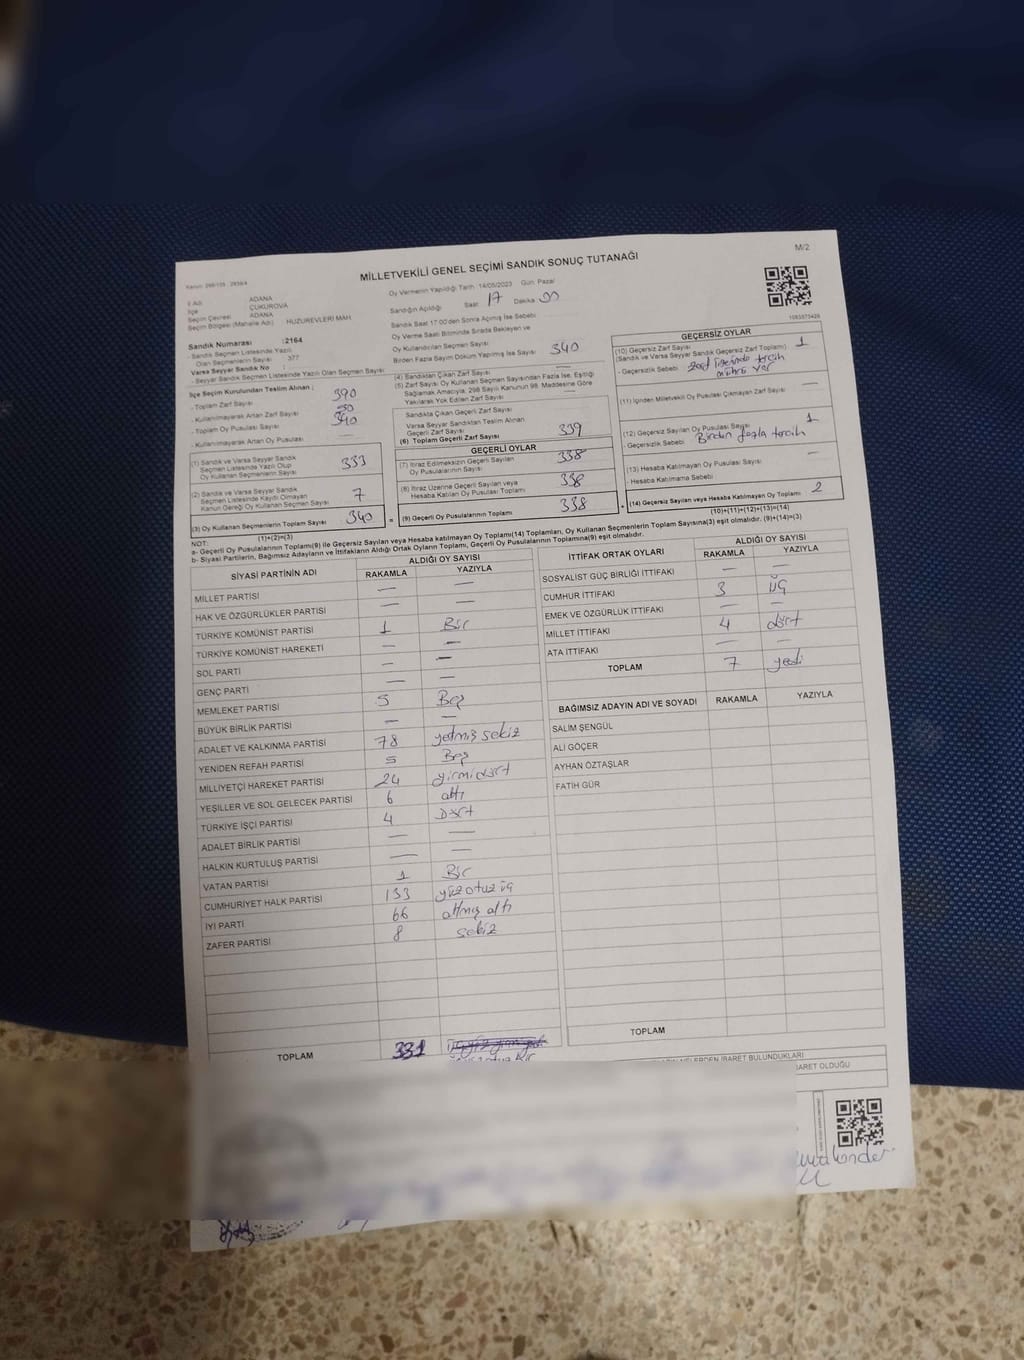 M/2
MİLLETVEKİLİ GENEL SEÇİMİ SANDIK SONUÇ TUTANAĞI
İl Adı ADANA
İlçe ÇUKUROVA
Seçim Çevresi ADANA
Seçim Bölgesi (Mahalle Adı) HUZUREVLERİ MAH.
Sandık Numarası :2164
- Sandık Seçmen Listesinde Yazılı
Olan Seçmenlerin Sayısı 377
Varsa Seyyar Sandık No :
- Seyyar Sandık Seçmen Listesinde Yazılı Olan Seçmen Sayısı
İlçe Seçim Kurulundan Teslim Alınan :
- Toplam Zarf Sayısı 390
- Kullanılmayarak Artan Zarf Sayısı 50
- Toplam Oy Pusulası Sayısı 340
- Kullanılmayarak Artan Oy Pusulası —
(1) Sandık ve Varsa Seyyar Sandık
Seçmen Listesinde Yazılı Olup
Oy Kullanan Seçmenlerin Sayısı 333
(2) Sandık ve Varsa Seyyar Sandık
Seçmen Listesinde Kaydı Olmayan
Kanun Gereği Oy Kullanan Seçmen Sayısı 7
(3) Oy Kullanan Seçmenlerin Toplam Sayısı 340
(1)+(2)=(3)
Oy Vermenin Yapıldığı Tarih 14/05/2023 Gün: Pazar
Sandığın Açıldığı Saat 17 Dakika 00
Sandık Saat 17:00'den Sonra Açılmış İse Sebebi
Oy Verme Saati Bitiminde Sırada Bekleyen ve
Oy Kullandırılan Seçmen Sayısı
Birden Fazla Sayım Döküm Yapılmış İse Sayısı
(4) Sandıktan Çıkan Zarf Sayısı 340
(5) Zarf Sayısı Oy Kullanan Seçmen Sayısından Fazla İse, Eşitliği
Sağlamak Amacıyla, 298 Sayılı Kanunun 98. Maddesine Göre
Yakılarak Yok Edilen Zarf Sayısı —
Sandıkta Çıkan Geçerli Zarf Sayısı
Varsa Seyyar Sandıktan Teslim Alınan
Geçerli Zarf Sayısı
(6) Toplam Geçerli Zarf Sayısı 339
GEÇERLİ OYLAR
(7) İtiraz Edilmeksizin Geçerli Sayılan
Oy Pusulalarının Sayısı 338
(8) İtiraz Üzerine Geçerli Sayılan veya
Hesaba Katılan Oy Pusulası Toplamı 338
(9) Geçerli Oy Pusulalarının Toplamı 338
GEÇERSİZ OYLAR
(10) Geçersiz Zarf Sayısı
(Sandık ve Varsa Seyyar Sandık Geçersiz Zarf Toplamı) 1
- Geçersizlik Sebebi Zarf üzerinde tercih
mührü var
(11) İçinden Milletvekili Oy Pusulası Çıkmayan Zarf Sayısı —
(12) Geçersiz Sayılan Oy Pusulası Sayısı 1
- Geçersizlik Sebebi Birden fazla tercih
(13) Hesaba Katılmayan Oy Pusulası Sayısı —
- Hesaba Katılmama Sebebi
(14) Geçersiz Sayılan veya Hesaba Katılmayan Oy Toplamı 2
(10)+(11)+(12)+(13)=(14)
NOT:
a- Geçerli Oy Pusulalarının Toplamı(9) ile Geçersiz Sayılan veya Hesaba katılmayan Oy Toplamı(14) Toplamları, Oy Kullanan Seçmenlerin Toplam Sayısına(3) eşit olmalıdır. (9)+(14)=(3)
b- Siyasi Partilerin, Bağımsız Adayların ve İttifakların Aldığı Ortak Oyların Toplamı, Geçerli Oy Pusulalarının Toplamına(9) eşit olmalıdır.
SİYASİ PARTİNİN ADI ALDIĞI OY SAYISI
RAKAMLA YAZIYLA
MİLLET PARTİSİ — —
HAK VE ÖZGÜRLÜKLER PARTİSİ — —
TÜRKİYE KOMÜNİST PARTİSİ 1 Bir
TÜRKİYE KOMÜNİST HAREKETİ — —
SOL PARTİ — —
GENÇ PARTİ —
MEMLEKET PARTİSİ 5 Beş
BÜYÜK BİRLİK PARTİSİ — —
ADALET VE KALKINMA PARTİSİ 78 yetmiş sekiz
YENİDEN REFAH PARTİSİ 5 Beş
MİLLİYETÇİ HAREKET PARTİSİ 24 yirmidört
YEŞİLLER VE SOL GELECEK PARTİSİ 6 altı
TÜRKİYE İŞÇİ PARTİSİ 4 Dört
ADALET BİRLİK PARTİSİ — —
HALKIN KURTULUŞ PARTİSİ — —
VATAN PARTİSİ 1 Bir
CUMHURİYET HALK PARTİSİ 133 yüz otuz üç
İYİ PARTİ 66 altmış altı
ZAFER PARTİSİ 8 sekiz
TOPLAM 331
İTTİFAK ORTAK OYLARI ALDIĞI OY SAYISI
RAKAMLA YAZIYLA
SOSYALİST GÜÇ BİRLİĞİ İTTİFAKI — —
CUMHUR İTTİFAKI 3 üç
EMEK VE ÖZGÜRLÜK İTTİFAKI — —
MİLLET İTTİFAKI 4 dört
ATA İTTİFAKI — —
TOPLAM 7 yedi
BAĞIMSIZ ADAYIN ADI VE SOYADI RAKAMLA YAZIYLA
SALİM ŞENGÜL
ALİ GÖÇER
AYHAN ÖZTAŞLAR
FATİH GÜR
TOPLAM
NELERDEN İBARET BULUNDUKLARI
İBARET OLDUĞU